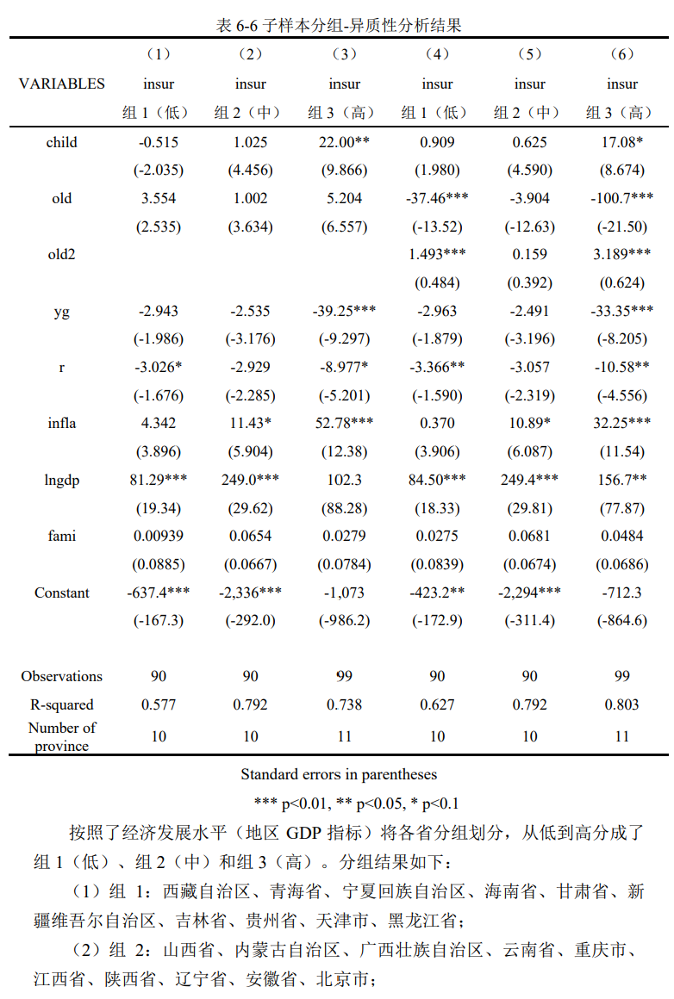 表 6-6 子样本分组-异质性分析结果
（1） （2） （3） （4） （5） （6）
VARIABLES insur insur insur insur insur insur
组 1（低） 组 2（中） 组 3（高） 组 1（低） 组 2（中） 组 3（高）
child -0.515 1.025 22.00** 0.909 0.625 17.08*
(-2.035) (4.456) (9.866) (1.980) (4.590) (8.674)
old 3.554 1.002 5.204 -37.46*** -3.904 -100.7***
(2.535) (3.634) (6.557) (-13.52) (-12.63) (-21.50)
old2 1.493*** 0.159 3.189***
(0.484) (0.392) (0.624)
yg -2.943 -2.535 -39.25*** -2.963 -2.491 -33.35***
(-1.986) (-3.176) (-9.297) (-1.879) (-3.196) (-8.205)
r -3.026* -2.929 -8.977* -3.366** -3.057 -10.58**
(-1.676) (-2.285) (-5.201) (-1.590) (-2.319) (-4.556)
infla 4.342 11.43* 52.78*** 0.370 10.89* 32.25***
(3.896) (5.904) (12.38) (3.906) (6.087) (11.54)
lngdp 81.29*** 249.0*** 102.3 84.50*** 249.4*** 156.7**
(19.34) (29.62) (88.28) (18.33) (29.81) (77.87)
fami 0.00939 0.0654 0.0279 0.0275 0.0681 0.0484
(0.0885) (0.0667) (0.0784) (0.0839) (0.0674) (0.0686)
Constant -637.4*** -2,336*** -1,073 -423.2** -2,294*** -712.3
(-167.3) (-292.0) (-986.2) (-172.9) (-311.4) (-864.6)
Observations 90 90 99 90 90 99
R-squared 0.577 0.792 0.738 0.627 0.792 0.803
Number of
province 10 10 11 10 10 11
Standard errors in parentheses
*** p<0.01, ** p<0.05, * p<0.1
按照了经济发展水平（地区 GDP 指标）将各省分组划分，从低到高分成了
组 1（低）、组 2（中）和组 3（高）。分组结果如下：
（1）组 1：西藏自治区、青海省、宁夏回族自治区、海南省、甘肃省、新
疆维吾尔自治区、吉林省、贵州省、天津市、黑龙江省；
（2）组 2：山西省、内蒙古自治区、广西壮族自治区、云南省、重庆市、
江西省、陕西省、辽宁省、安徽省、北京市；